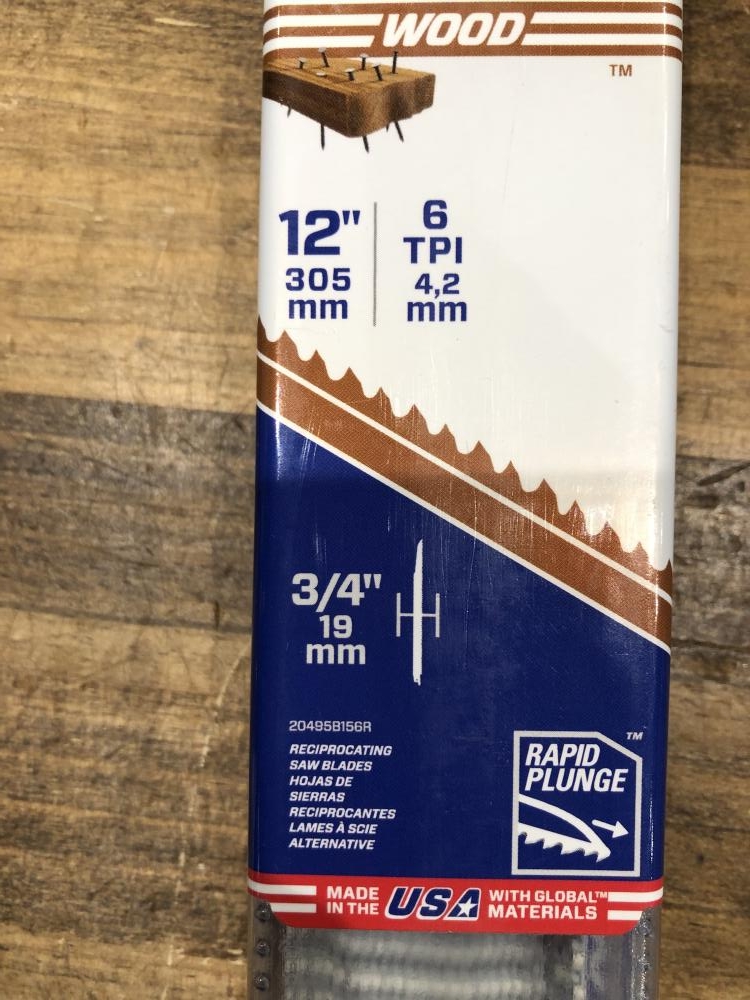 WOOD
TM
12"
305
mm
6
TPI
4,2
mm
3/4"
19
mm
20495B156R
RECIPROCATING
SAW BLADES
HOJAS DE
SIERRAS
RECIPROCANTES
LAMES À SCIE
ALTERNATIVE
RAPID
PLUNGE
TM
MADE
IN THE
USA
WITH GLOBAL™
MATERIALS